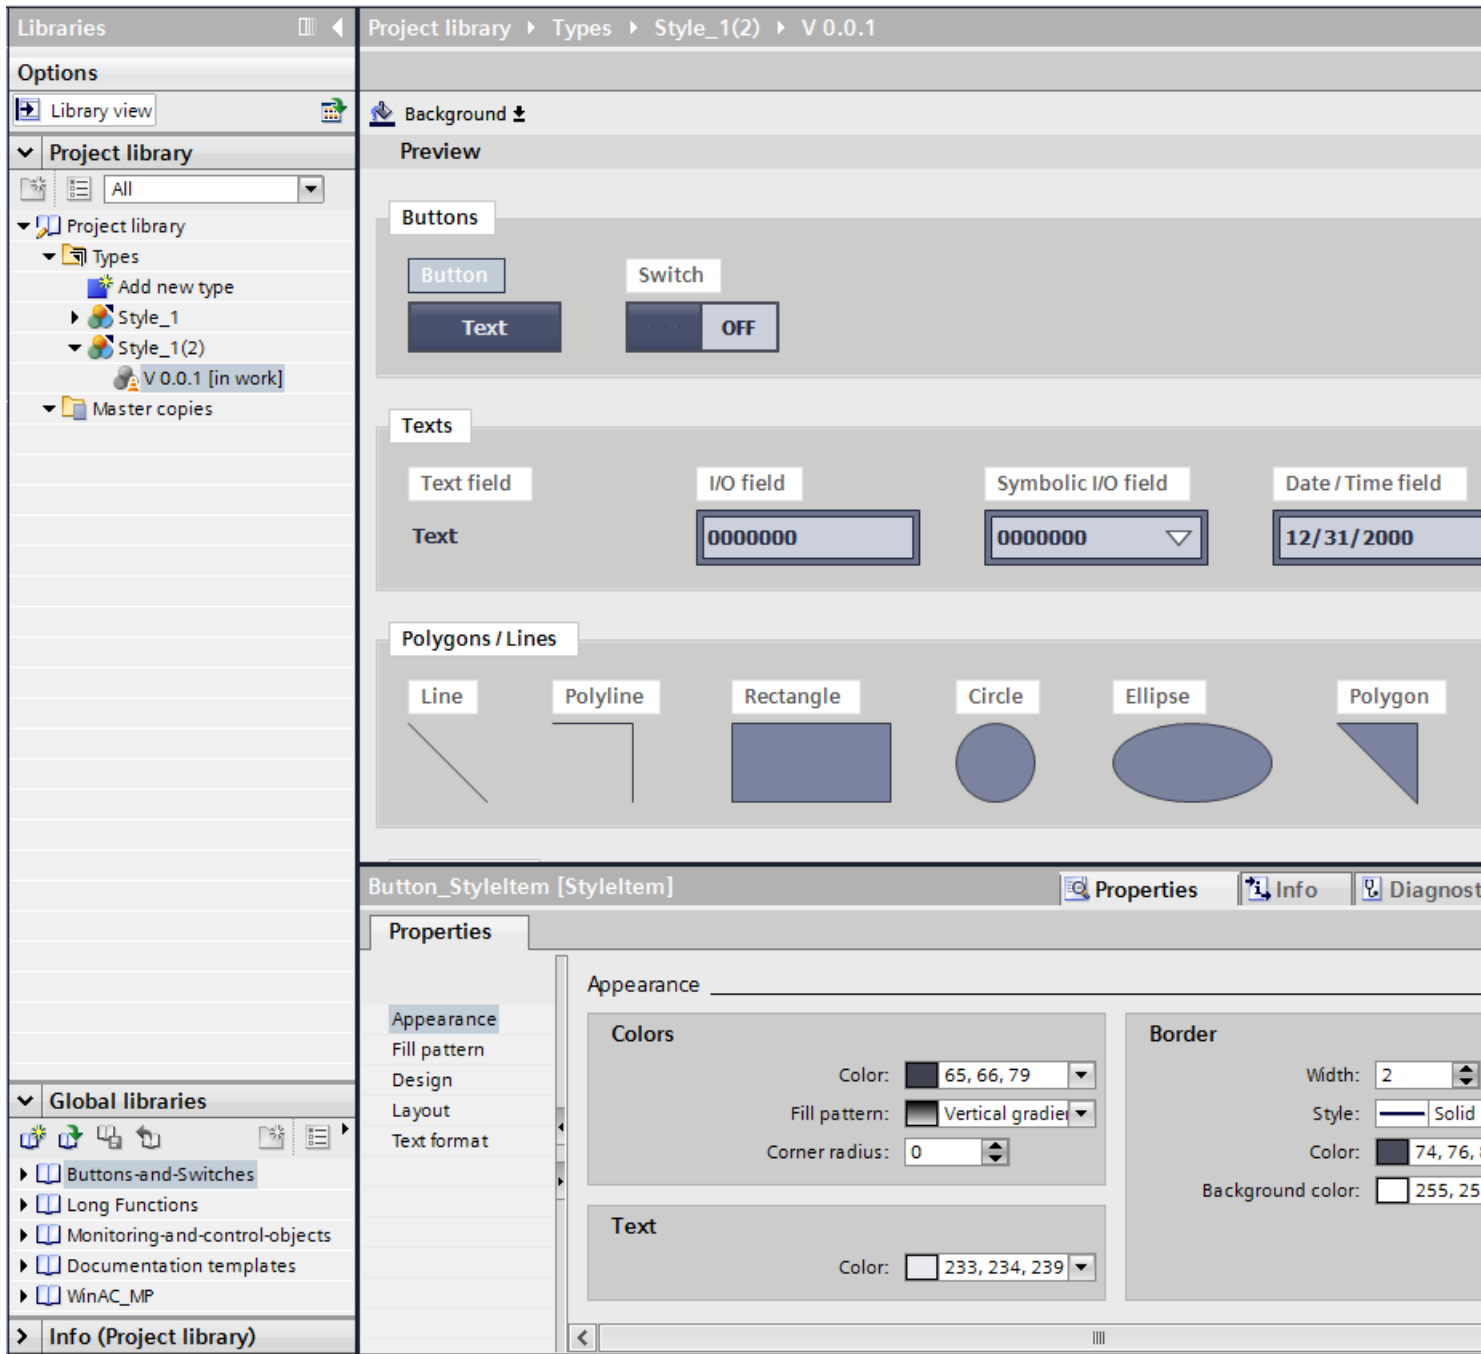 Libraries
Project library ▸ Types ▸ Style_1(2) ▸ V 0.0.1
Options
Library view
Background
Project library
Preview
All
Project library
Types
Add new type
Style_1
Style_1(2)
V 0.0.1 [in work]
Master copies
Buttons
Button
Switch
Text
OFF
Texts
Text field
I/O field
Symbolic I/O field
Date / Time field
Text
0000000
0000000
12/31/2000
Polygons / Lines
Line
Polyline
Rectangle
Circle
Ellipse
Polygon
Button_StyleItem [StyleItem]
Properties
Info
Diagnost
Properties
Appearance
Fill pattern
Design
Layout
Text format
Appearance
Colors
Color: 65, 66, 79
Fill pattern: Vertical gradie
Corner radius: 0
Text
Color: 233, 234, 239
Border
Width: 2
Style: Solid
Color: 74, 76,
Background color: 255, 25
Global libraries
Buttons-and-Switches
Long Functions
Monitoring-and-control-objects
Documentation templates
WinAC_MP
Info (Project library)